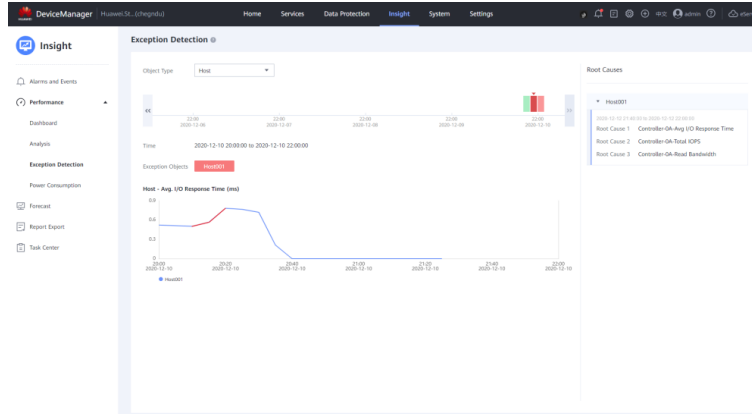 DeviceManager Huawei.St...(chegndu) Home Services Data Protection Insight System Settings 中文 admin
Insight
Alarms and Events
Performance
Dashboard
Analysis
Exception Detection
Power Consumption
Forecast
Report Export
Task Center
Exception Detection
Object Type Host
22:00 22:00 22:00 22:00 22:00
2020-12-06 2020-12-07 2020-12-08 2020-12-09 2020-12-10
Time 2020-12-10 20:00:00 to 2020-12-10 22:00:00
Exception Objects Host001
Host - Avg. I/O Response Time (ms)
0.9
0.6
0.3
0
20:00 20:20 20:40 21:00 21:20 21:40 22:00
2020-12-10 2020-12-10 2020-12-10 2020-12-10 2020-12-10 2020-12-10 2020-12-10
Host001
Root Causes
Host001
Root Cause 1 Controller-0A-Avg I/O Response Time
Root Cause 2 Controller-0A-Total IOPS
Root Cause 3 Controller-0A-Read Bandwidth